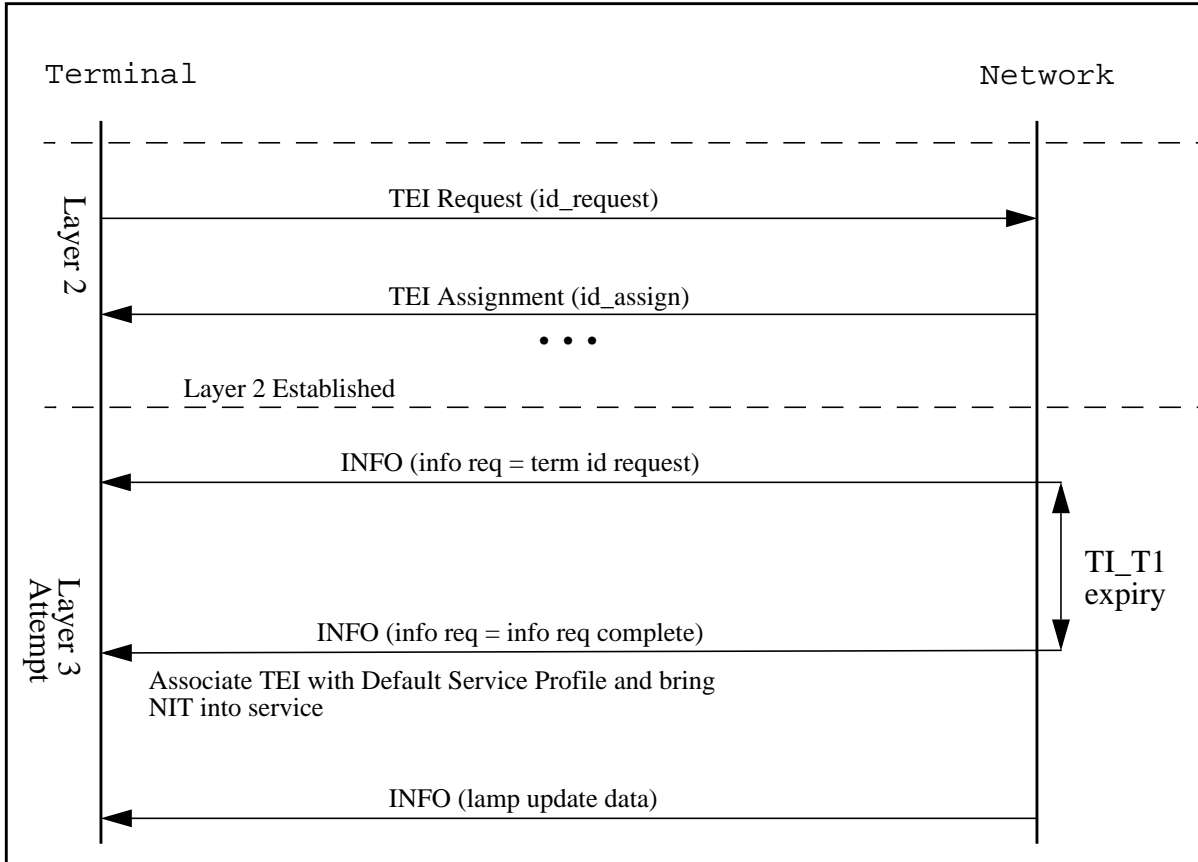 Terminal
Network
Layer 2
TEI Request (id_request)
TEI Assignment (id_assign)
• • •
Layer 2 Established
INFO (info req = term id request)
TI_T1
expiry
Layer 3
Attempt
INFO (info req = info req complete)
Associate TEI with Default Service Profile and bring
NIT into service
INFO (lamp update data)